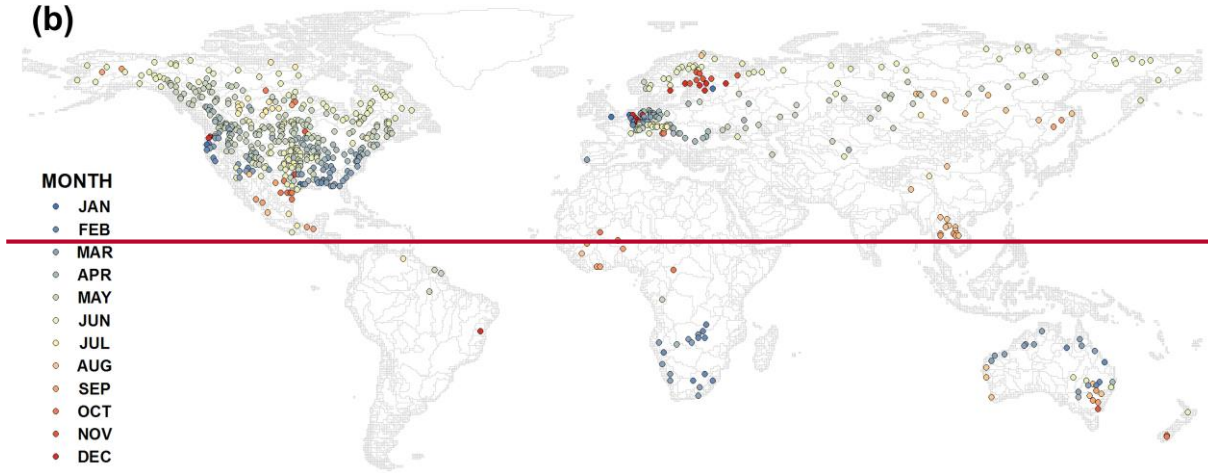 (b)
MONTH
JAN
FEB
MAR
APR
MAY
JUN
JUL
AUG
SEP
OCT
NOV
DEC